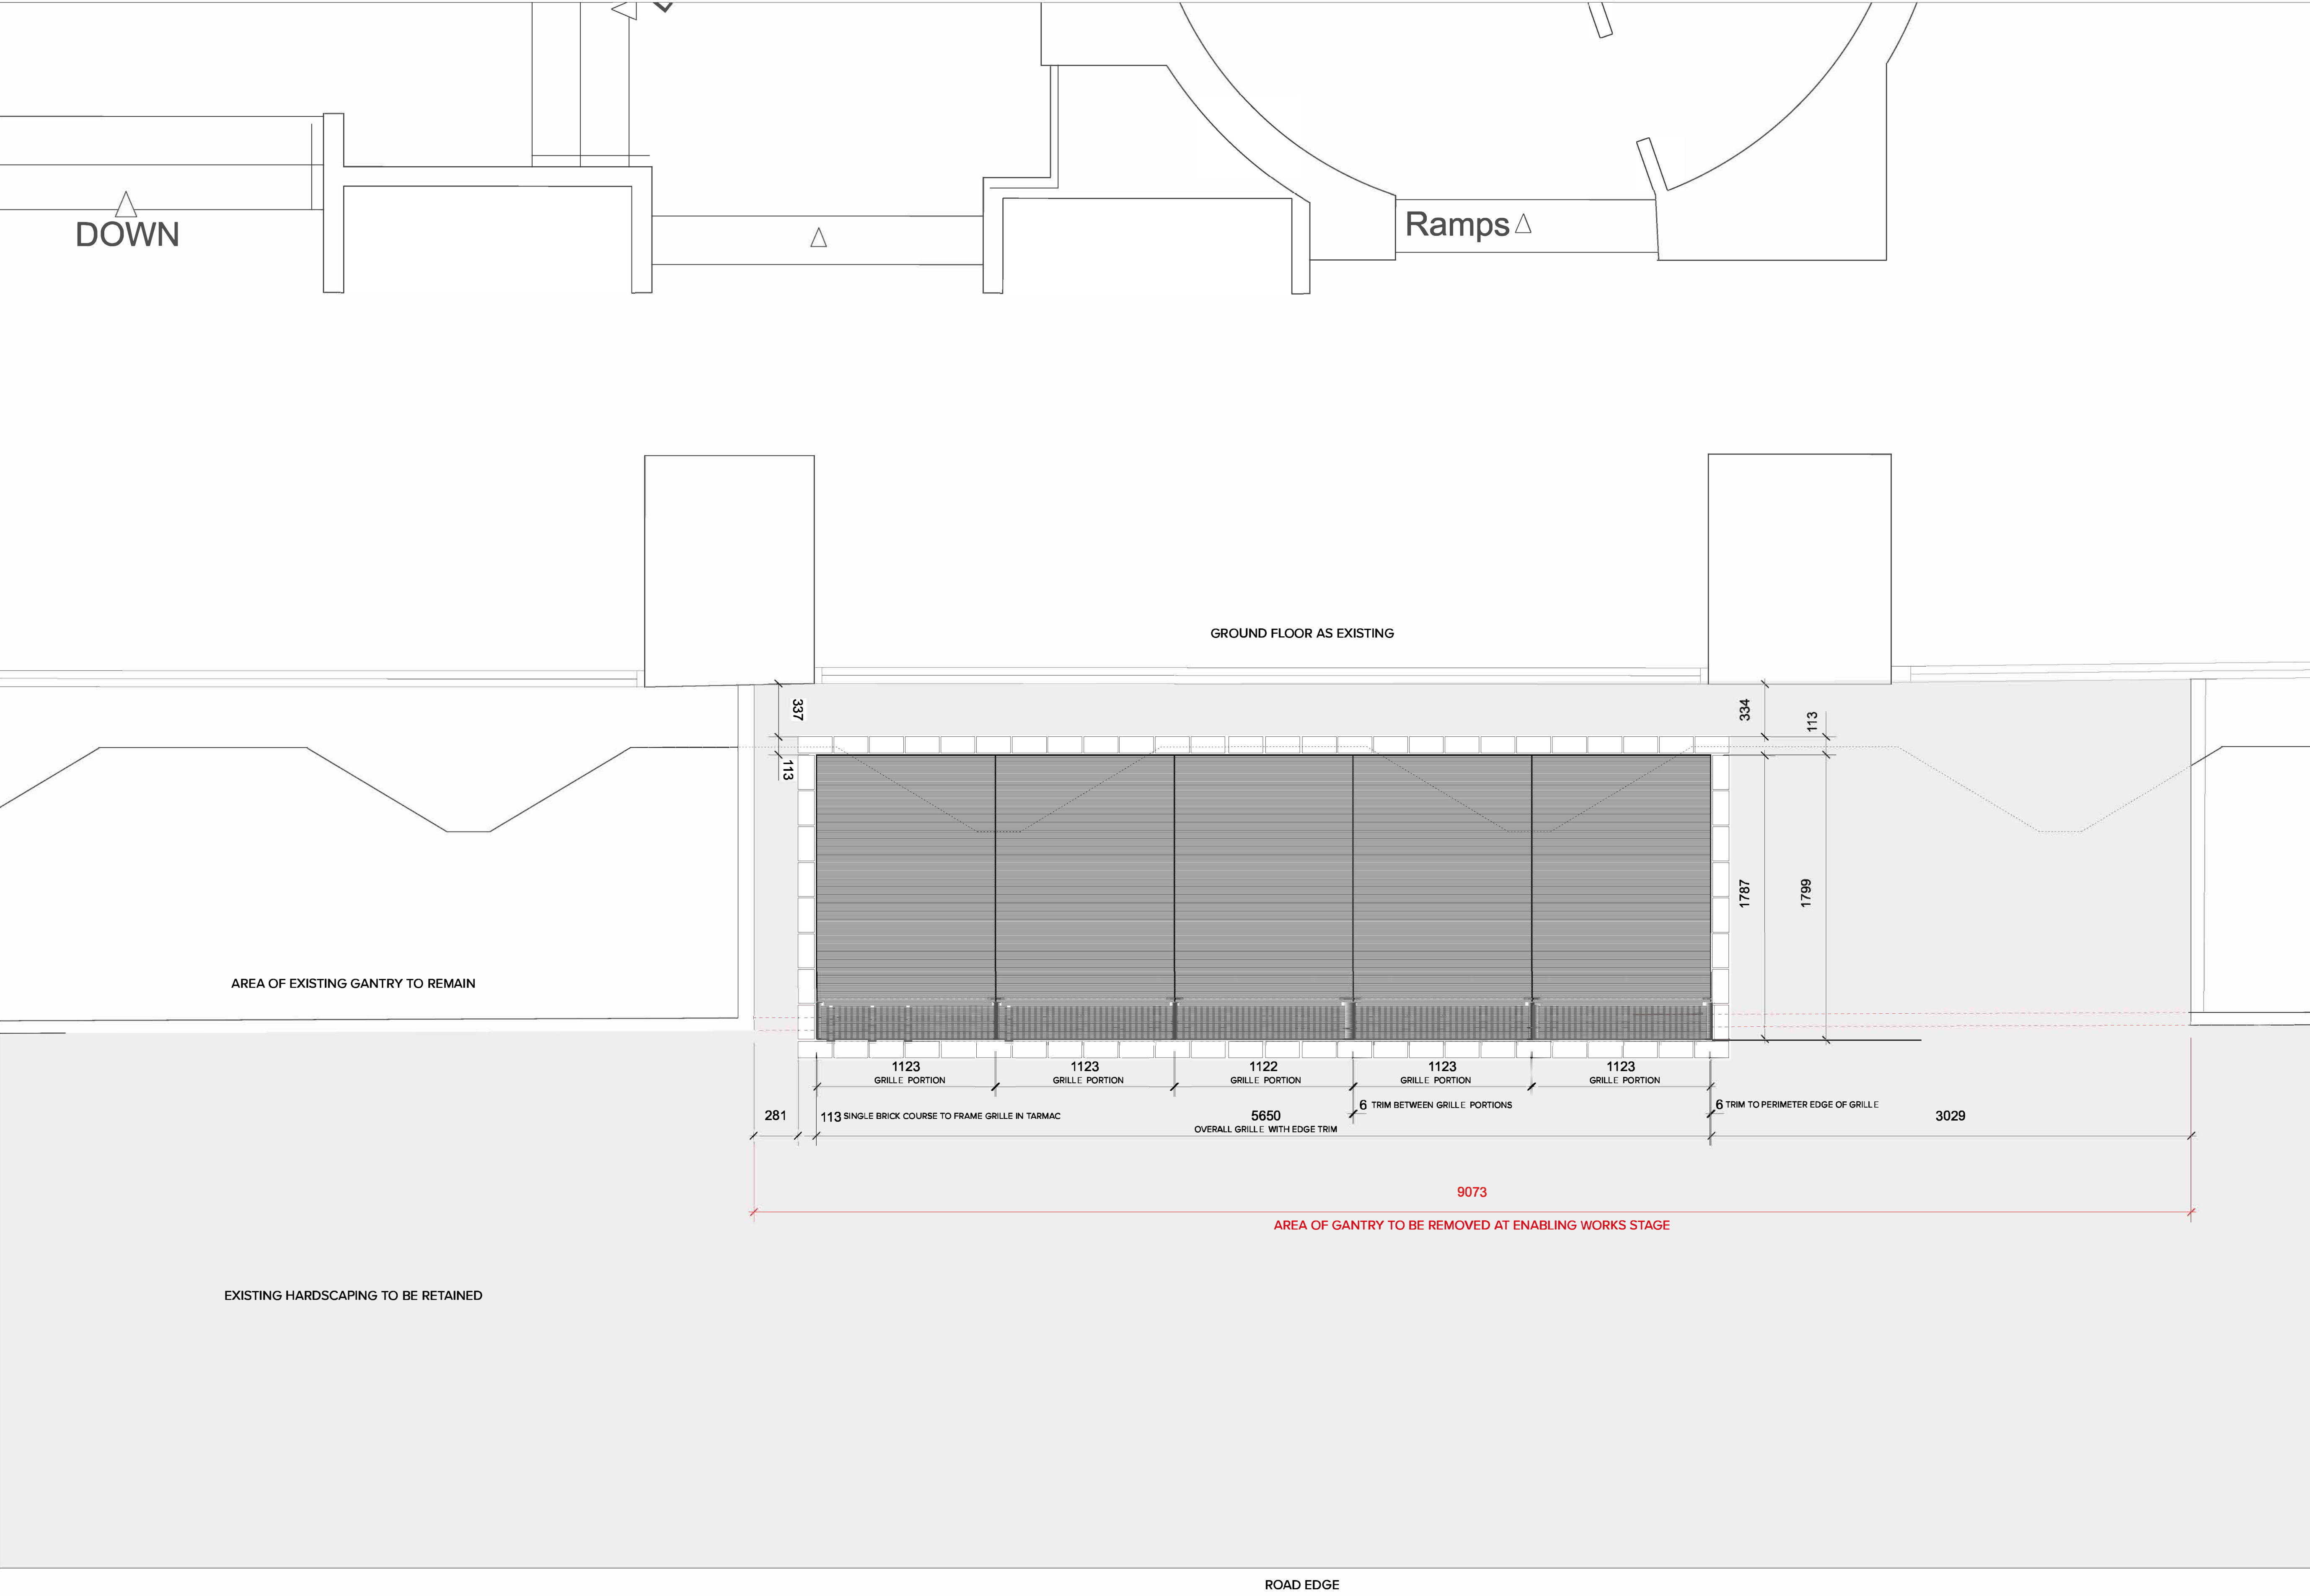 DOWN
Ramps
GROUND FLOOR AS EXISTING
337
334
113
113
1787
1799
AREA OF EXISTING GANTRY TO REMAIN
1123
1123
1122
1123
1123
GRILLE PORTION
GRILLE PORTION
GRILLE PORTION
GRILLE PORTION
GRILLE PORTION
281
113 SINGLE BRICK COURSE TO FRAME GRILLE IN TARMAC
5650
OVERALL GRILLE WITH EDGE TRIM
6 TRIM BETWEEN GRILLE PORTIONS
6 TRIM TO PERIMETER EDGE OF GRILLE
3029
9073
AREA OF GANTRY TO BE REMOVED AT ENABLING WORKS STAGE
EXISTING HARDSCAPING TO BE RETAINED
ROAD EDGE